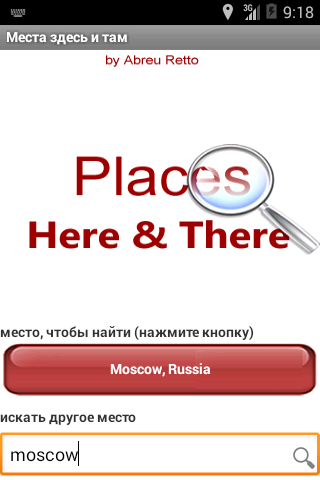 3G 9:18
Места здесь и там
by Abreu Retto
Places
Here & There
место, чтобы найти (нажмите кнопку)
Moscow, Russia
искать другое место
moscow